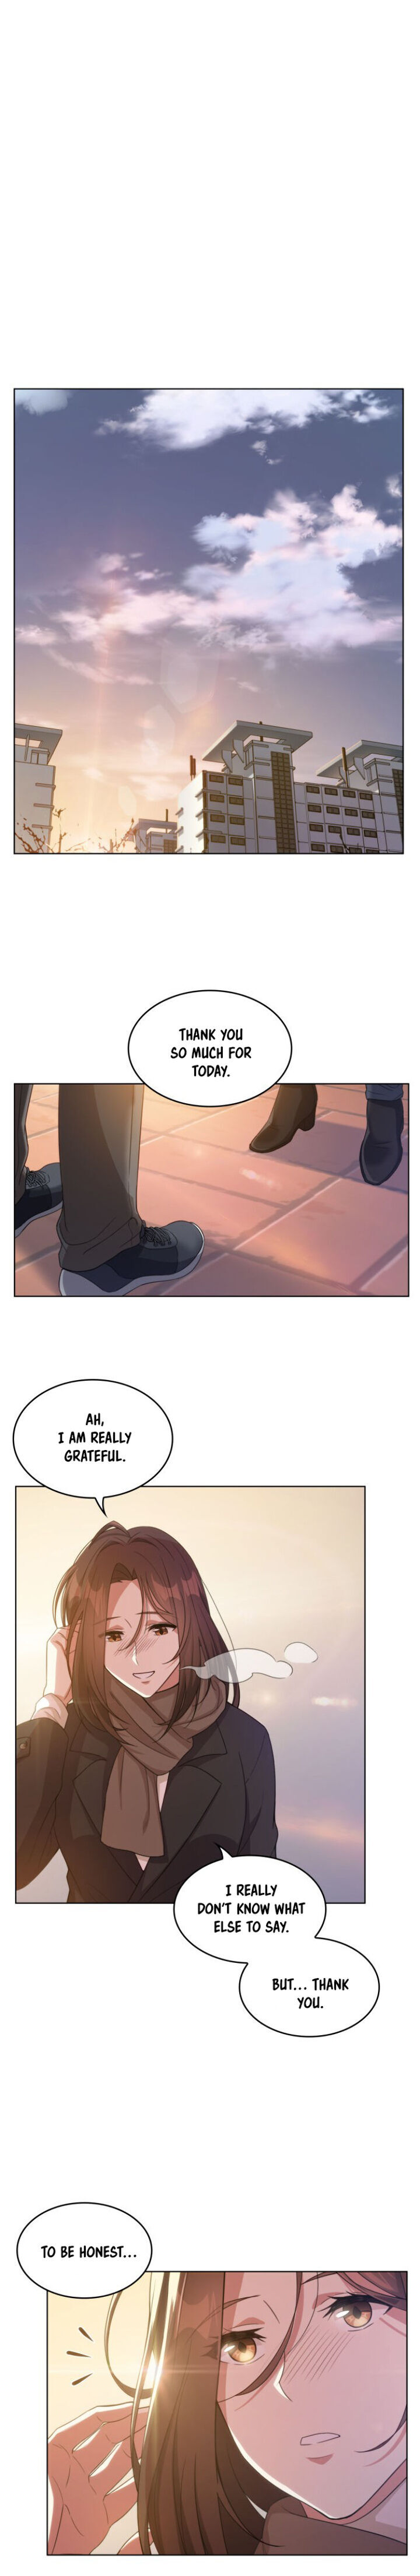 THANK YOU
SO MUCH FOR
TODAY.
AH,
I AM REALLY
GRATEFUL.
I REALLY
DON'T KNOW WHAT
ELSE TO SAY.
BUT... THANK
YOU.
TO BE HONEST...